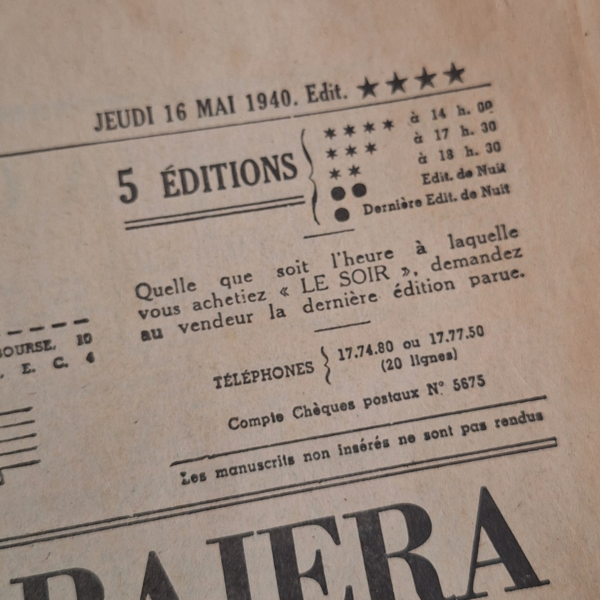 JEUDI 16 MAI 1940. Edit. ★★★★
5 ÉDITIONS
✶✶✶✶ à 14 h. 00
✶✶✶ à 17 h. 30
✶✶ à 18 h. 30
●● Edit. de Nuit
● Dernière Edit. de Nuit
Quelle que soit l'heure à laquelle
vous achetiez « LE SOIR », demandez
au vendeur la dernière édition parue.
TÉLÉPHONES { 17.74.80 ou 17.77.50
(20 lignes)
Compte Chèques postaux N° 5675
Les manuscrits non insérés ne sont pas rendus
BOURSE, 10
. E. C. 4